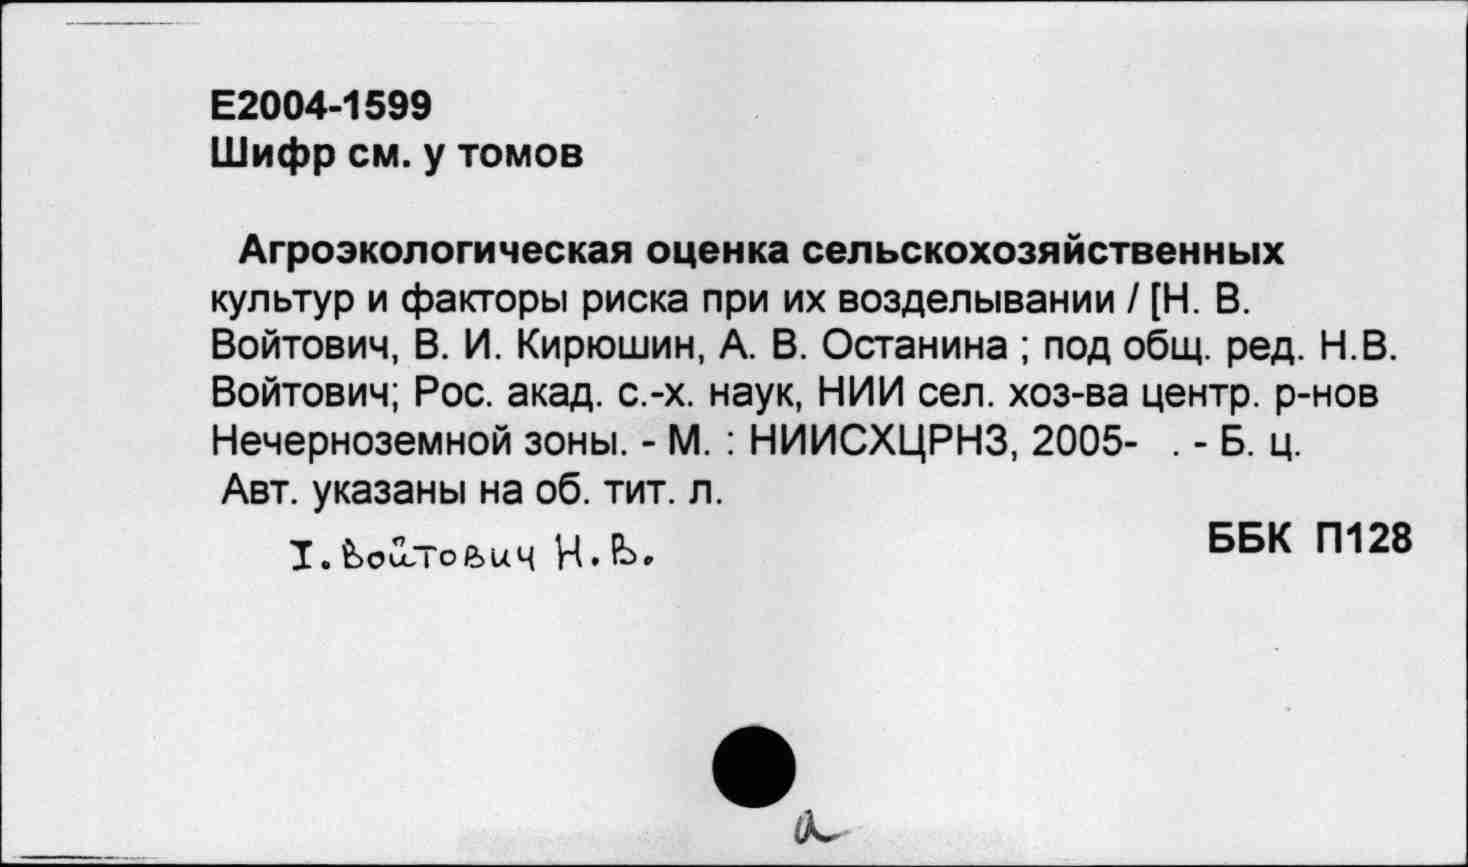 Е2004-1599
Шифр см. у томов
Агроэкологическая оценка сельскохозяйственных
культур и факторы риска при их возделывании / [Н. В.
Войтович, В. И. Кирюшин, А. В. Останина ; под общ. ред. Н.В.
Войтович; Рос. акад. с.-х. наук, НИИ сел. хоз-ва центр. р-нов
Нечерноземной зоны. - М. : НИИСХЦРНЗ, 2005- . - Б. ц.
Авт. указаны на об. тит. л.
ББК П128
I. Войтович Н.В.
а